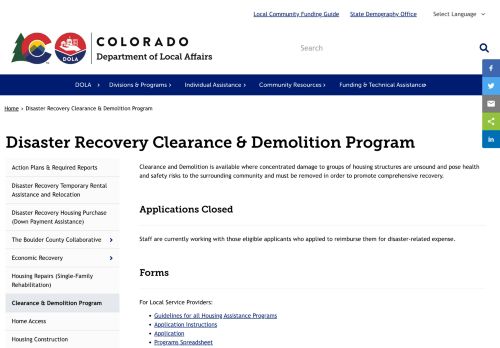 Local Community Funding Guide
State Demography Office
Select Language
COLORADO
Department of Local Affairs
DOLA
Search
DOLA
Divisions & Programs
Individual Assistance
Community Resources
Funding & Technical Assistance
Home > Disaster Recovery Clearance & Demolition Program
Disaster Recovery Clearance & Demolition Program
Action Plans & Required Reports
Disaster Recovery Temporary Rental
Assistance and Relocation
Disaster Recovery Housing Purchase
(Down Payment Assistance)
The Boulder County Collaborative
Economic Recovery
Housing Repairs (Single-Family
Rehabilitation)
Clearance & Demolition Program
Home Access
Housing Construction
Clearance and Demolition is available where concentrated damage to groups of housing structures are unsound and pose health
and safety risks to the surrounding community and must be removed in order to promote comprehensive recovery.
Applications Closed
Staff are currently working with those eligible applicants who applied to reimburse them for disaster-related expense.
Forms
For Local Service Providers:
Guidelines for all Housing Assistance Programs
Application Instructions
Application
Programs Spreadsheet